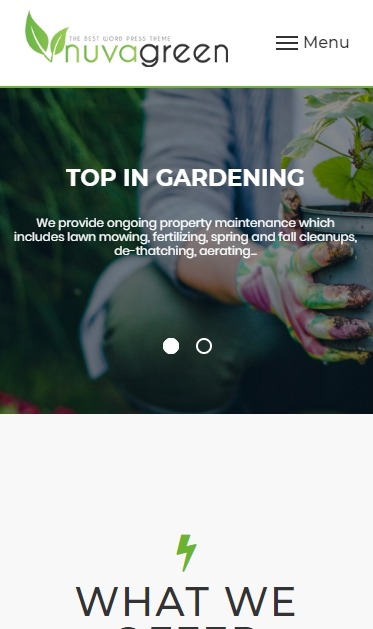 THE BEST WORD PRESS THEME
nuvagreen
Menu
TOP IN GARDENING
We provide ongoing property maintenance which
includes lawn mowing, fertilizing, spring and fall cleanups,
de-thatching, aerating...
WHAT WE
OFFER